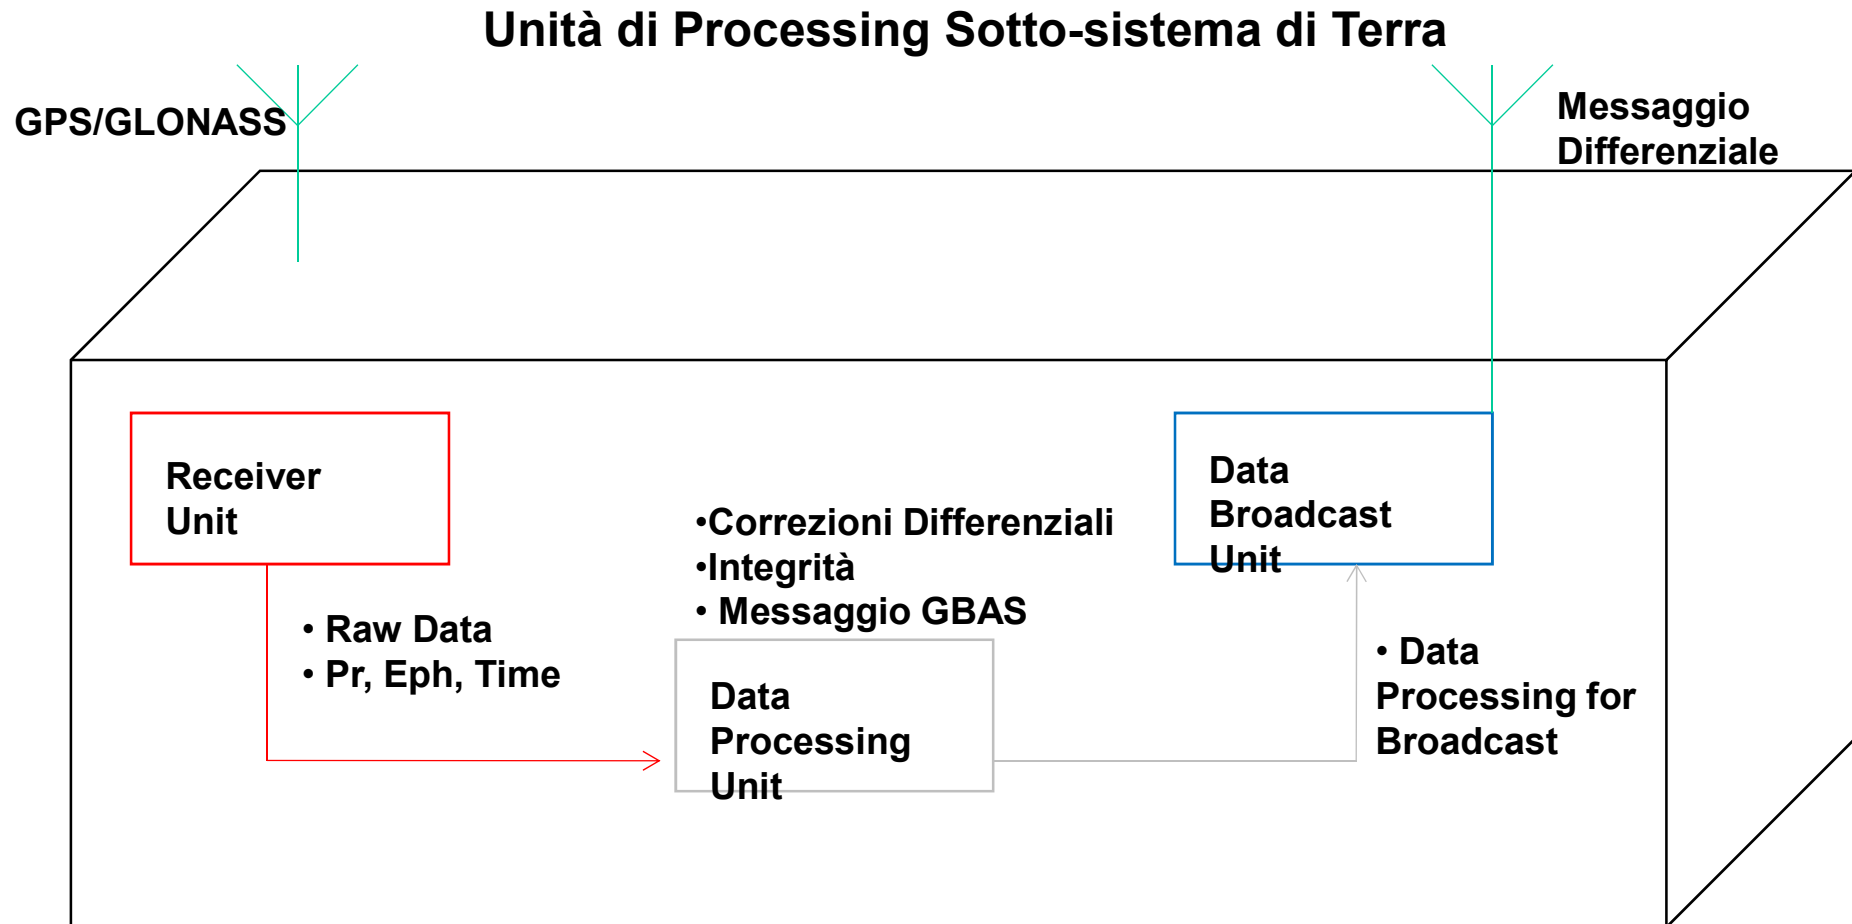 Unità di Processing Sotto-sistema di Terra
GPS/GLONASS
Messaggio
Differenziale
Receiver
Unit
• Raw Data
• Pr, Eph, Time
•Correzioni Differenziali
•Integrità
• Messaggio GBAS
Data
Processing
Unit
Data
Broadcast
Unit
• Data
Processing for
Broadcast